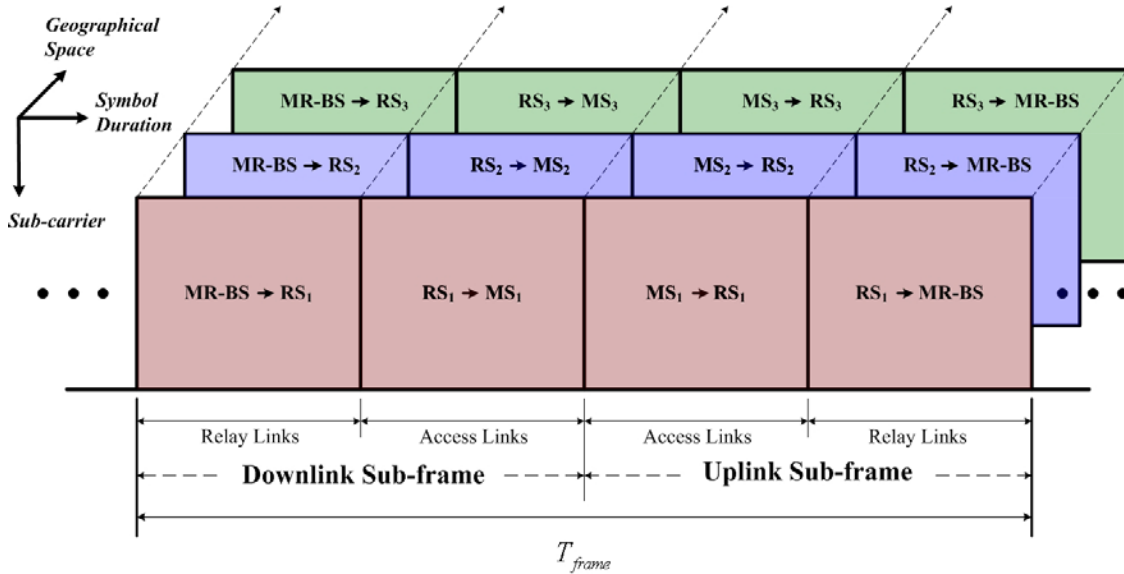 Geographical
Space
Symbol
Duration
Sub-carrier
MR-BS → RS₃
RS₃ → MS₃
MS₃ → RS₃
RS₃ → MR-BS
MR-BS → RS₂
RS₂ → MS₂
MS₂ → RS₂
RS₂ → MR-BS
MR-BS → RS₁
RS₁ → MS₁
MS₁ → RS₁
RS₁ → MR-BS
Relay Links
Access Links
Access Links
Relay Links
Downlink Sub-frame
Uplink Sub-frame
T frame